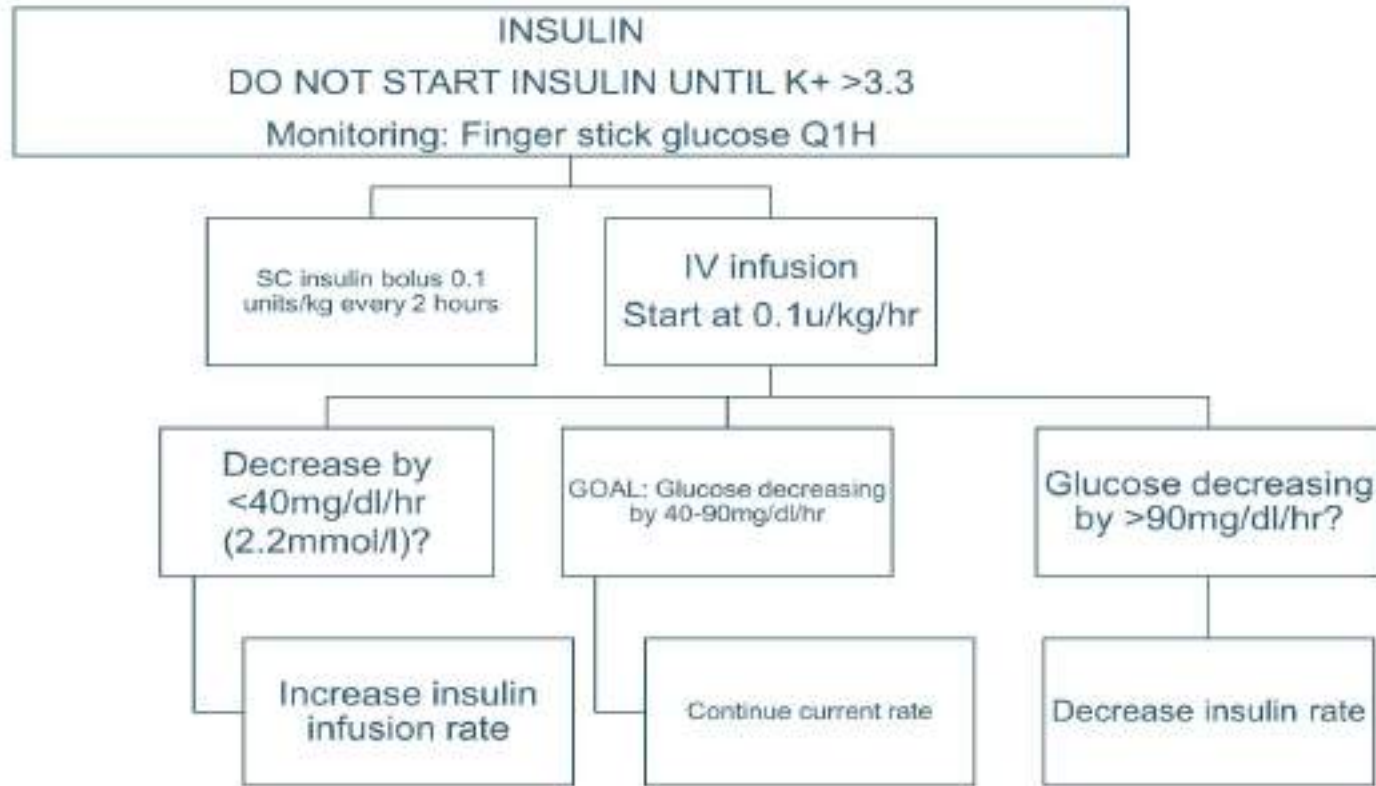 INSULIN
DO NOT START INSULIN UNTIL K+ >3.3
Monitoring: Finger stick glucose Q1H
SC insulin bolus 0.1
units/kg every 2 hours
IV infusion
Start at 0.1u/kg/hr
Decrease by
<40mg/dl/hr
(2.2mmol/l)?
GOAL: Glucose decreasing
by 40-90mg/dl/hr
Glucose decreasing
by >90mg/dl/hr?
Increase insulin
infusion rate
Continue current rate
Decrease insulin rate